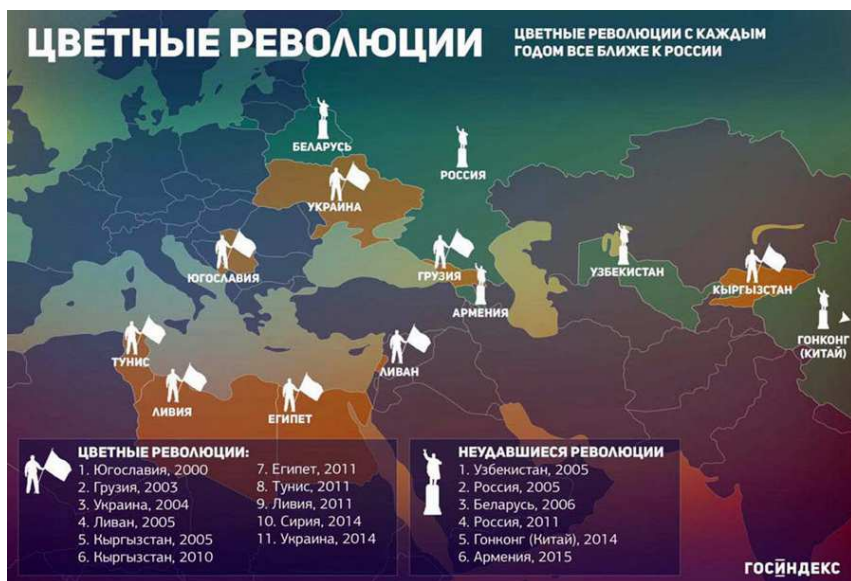 ЦВЕТНЫЕ РЕВОЛЮЦИИ
ЦВЕТНЫЕ РЕВОЛЮЦИИ С КАЖДЫМ
ГОДОМ ВСЕ БЛИЖЕ К РОССИИ
БЕЛАРУСЬ
РОССИЯ
УКРАИНА
ЮГОСЛАВИЯ
ГРУЗИЯ
УЗБЕКИСТАН
КЫРГЫЗСТАН
АРМЕНИЯ
ГОНКОНГ
(КИТАЙ)
ТУНИС
ЛИВАН
ЛИВИЯ
ЕГИПЕТ
ЦВЕТНЫЕ РЕВОЛЮЦИИ:
1. Югославия, 2000
2. Грузия, 2003
3. Украина, 2004
4. Ливан, 2005
5. Кыргызстан, 2005
6. Кыргызстан, 2010
7. Египет, 2011
8. Тунис, 2011
9. Ливия, 2011
10. Сирия, 2014
11. Украина, 2014
НЕУДАВШИЕСЯ РЕВОЛЮЦИИ
1. Узбекистан, 2005
2. Россия, 2005
3. Беларусь, 2006
4. Россия, 2011
5. Гонконг (Китай), 2014
6. Армения, 2015
ГОСИНДЕКС